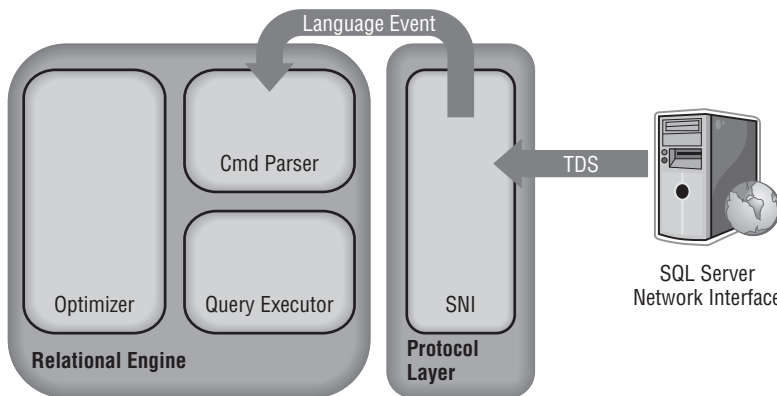 Language Event
Cmd Parser
TDS
Optimizer
Query Executor
SNI
SQL Server
Network Interface
Relational Engine
Protocol
Layer